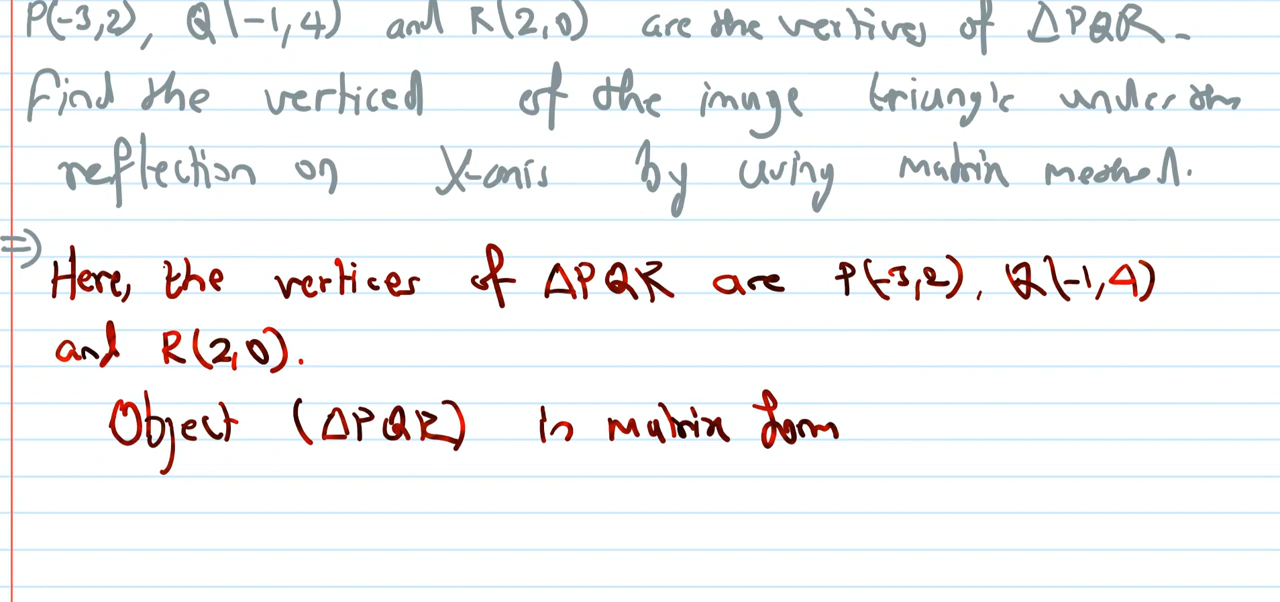 P(-3,2), Q(-1,4) and R(2,0) are the vertives of ΔPQR.
Find the verticed of the image triangle under the
reflection on X-axis by using matrix method.
=) Here, the vertices of ΔPQR are P(-3,2), Q(-1,4)
and R(2,0).
Object (ΔPQR) in matrix form